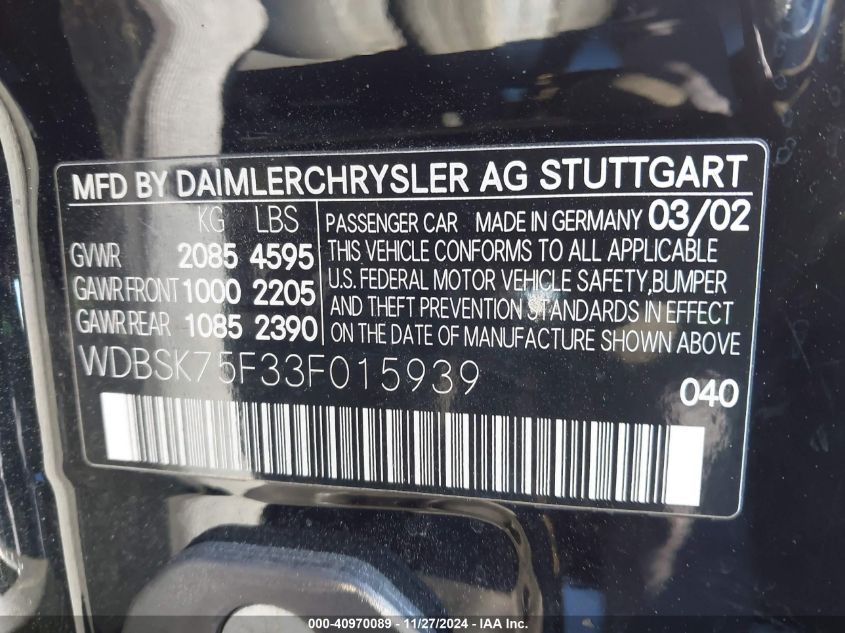 MFD BY DAIMLERCHRYSLER AG STUTTGART
KG LBS
GVWR 2085 4595
GAWR FRONT 1000 2205
GAWR REAR 1085 2390
PASSENGER CAR MADE IN GERMANY 03/02
THIS VEHICLE CONFORMS TO ALL APPLICABLE
U.S. FEDERAL MOTOR VEHICLE SAFETY,BUMPER
AND THEFT PREVENTION STANDARDS IN EFFECT
ON THE DATE OF MANUFACTURE SHOWN ABOVE
WDBSK75F33F015939
040
000-40970089 - 11/27/2024 - IAA Inc.